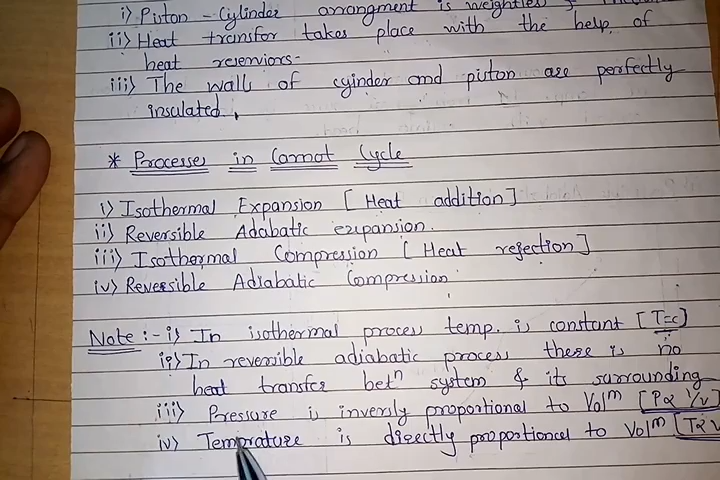 i) Piston - Cylinder arrangment is weightless &
ii) Heat transfor takes place with the help of
heat reserviors-
iii) The walls of cyinder and piston are perfectly
insulated.
* Processes in Carnot Cycle
i) Isothermal Expansion [Heat addition]
ii) Reversible Adabatic expansion.
iii) Isothermal Compression [Heat rejection]
iv) Reversible Adiabatic Compression
Note :- i) In isothermal process temp. is constant [T=c]
ii) In reversible adiabatic process there is no
heat transfer betⁿ system & its surrounding
iii) Pressure is inversly proportional to Volᵐ [P∝ 1/v]
iv) Temprature is directly proportional to Volᵐ [T∝ v